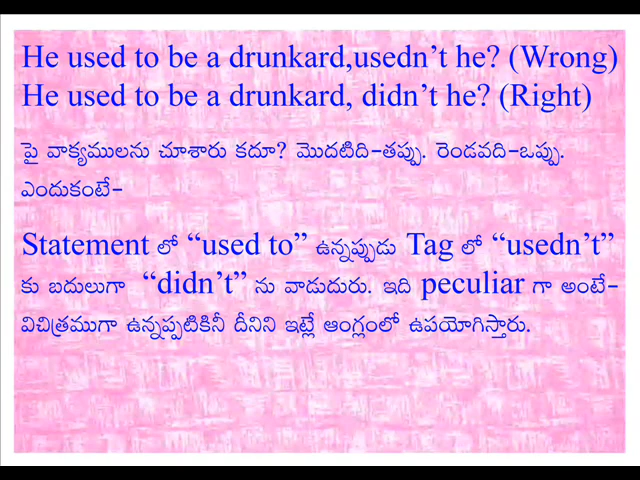 He used to be a drunkard,usedn’t he? (Wrong)
He used to be a drunkard, didn’t he? (Right)
పై వాక్యములను చూశారు కదూ? మొదటిది-తప్పు. రెండవది-ఒప్పు.
ఎందుకంటే-
Statement లో “used to” ఉన్నప్పుడు Tag లో “usedn’t”
కు బదులుగా “didn’t” ను వాడుదురు. ఇది peculiar గా అంటే-
విచిత్రముగా ఉన్నప్పటికినీ దీనిని ఇట్లే ఆంగ్లంలో ఉపయోగిస్తారు.